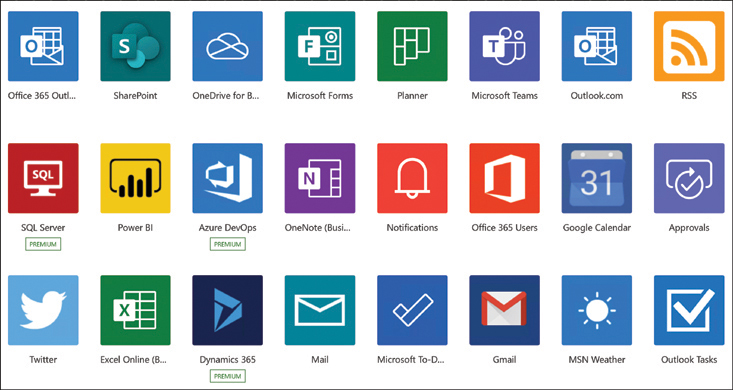 Office 365 Outl...
SharePoint
OneDrive for B...
Microsoft Forms
Planner
Microsoft Teams
Outlook.com
RSS
SQL Server
PREMIUM
Power BI
Azure DevOps
PREMIUM
OneNote (Busi...
Notifications
Office 365 Users
Google Calendar
Approvals
Twitter
Excel Online (B...
Dynamics 365
PREMIUM
Mail
Microsoft To-D...
Gmail
MSN Weather
Outlook Tasks
O
S
F
T
O
SQL
N
31
X